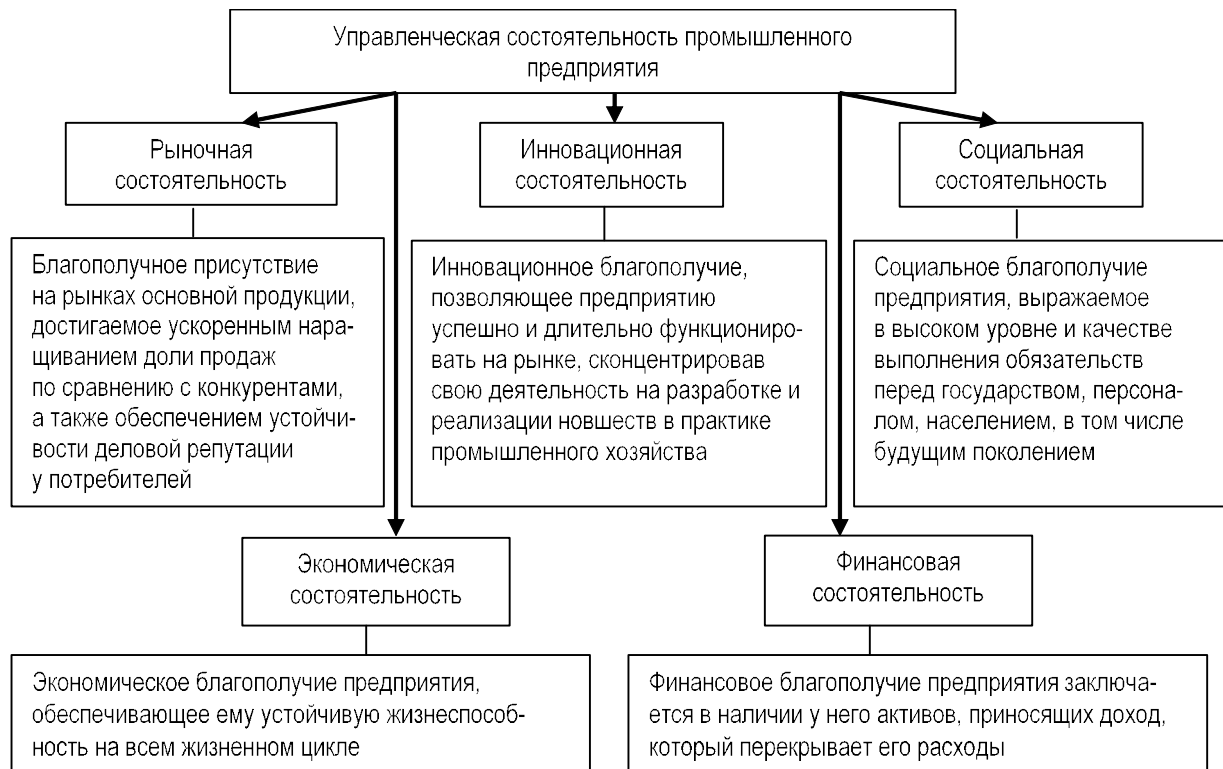 Управленческая состоятельность промышленного
предприятия
Рыночная
состоятельность
Инновационная
состоятельность
Социальная
состоятельность
Благополучное присутствие
на рынках основной продукции,
достигаемое ускоренным нара-
щиванием доли продаж
по сравнению с конкурентами,
а также обеспечением устойчи-
вости деловой репутации
у потребителей
Инновационное благополучие,
позволяющее предприятию
успешно и длительно функциониро-
вать на рынке, сконцентрировав
свою деятельность на разработке и
реализации новшеств в практике
промышленного хозяйства
Социальное благополучие
предприятия, выражаемое
в высоком уровне и качестве
выполнения обязательств
перед государством, персона-
лом, населением, в том числе
будущим поколением
Экономическая
состоятельность
Финансовая
состоятельность
Экономическое благополучие предприятия,
обеспечивающее ему устойчивую жизнеспособ-
ность на всем жизненном цикле
Финансовое благополучие предприятия заключа-
ется в наличии у него активов, приносящих доход,
который перекрывает его расходы